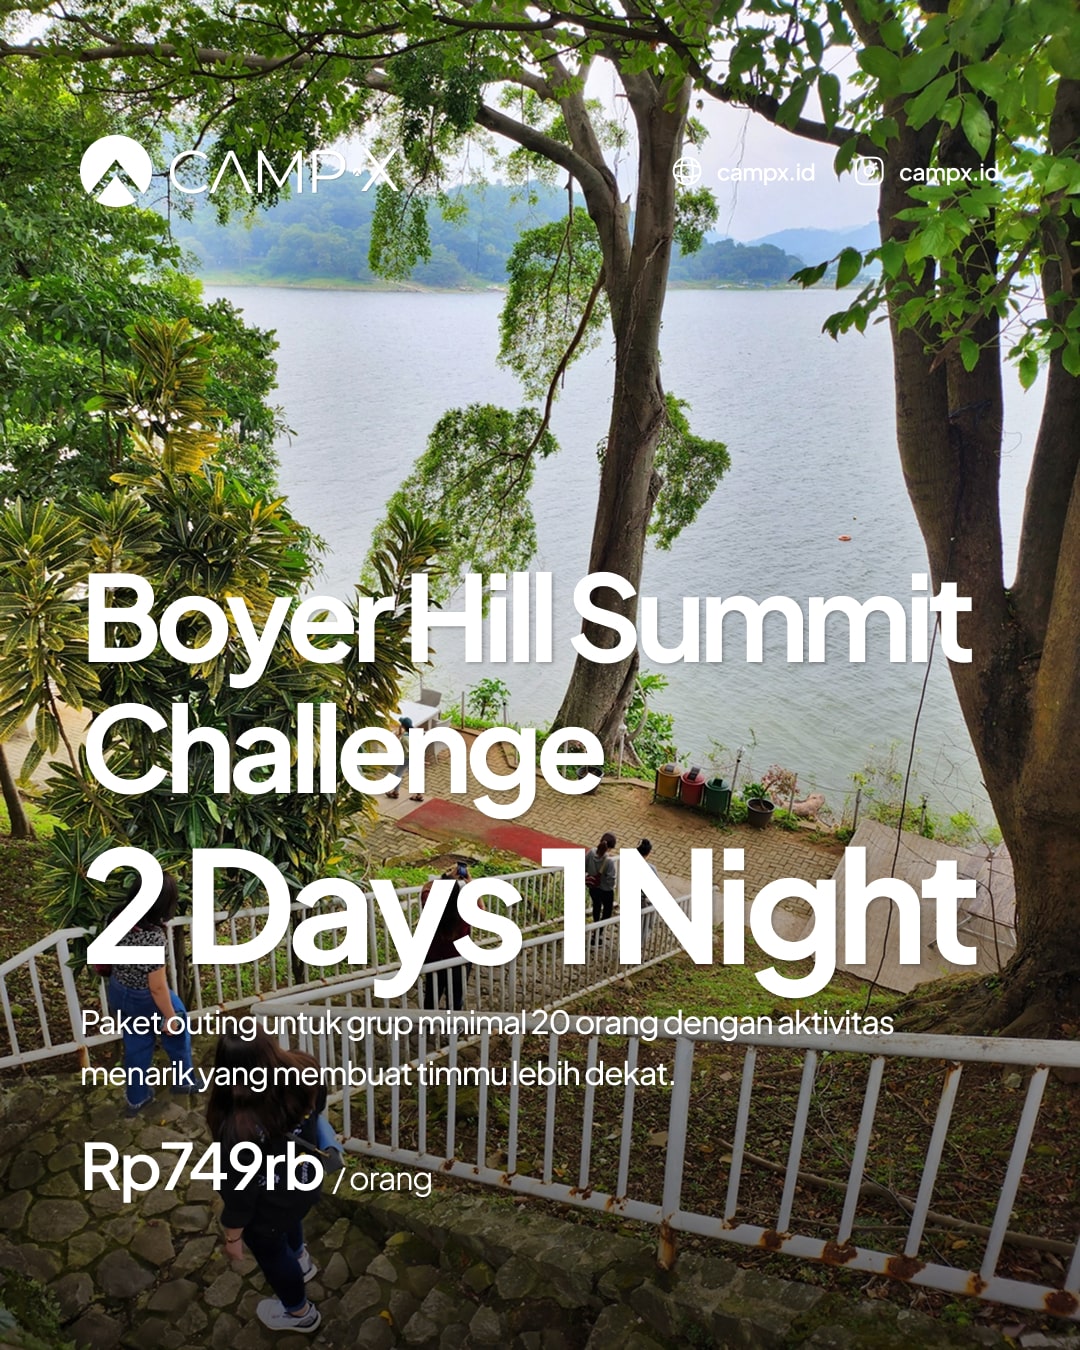 CAMP X
campx.id
campx.id
Boyer Hill Summit
Challenge
2 Days 1 Night
Paket outing untuk grup minimal 20 orang dengan aktivitas
menarik yang membuat timmu lebih dekat.
Rp749rb / orang